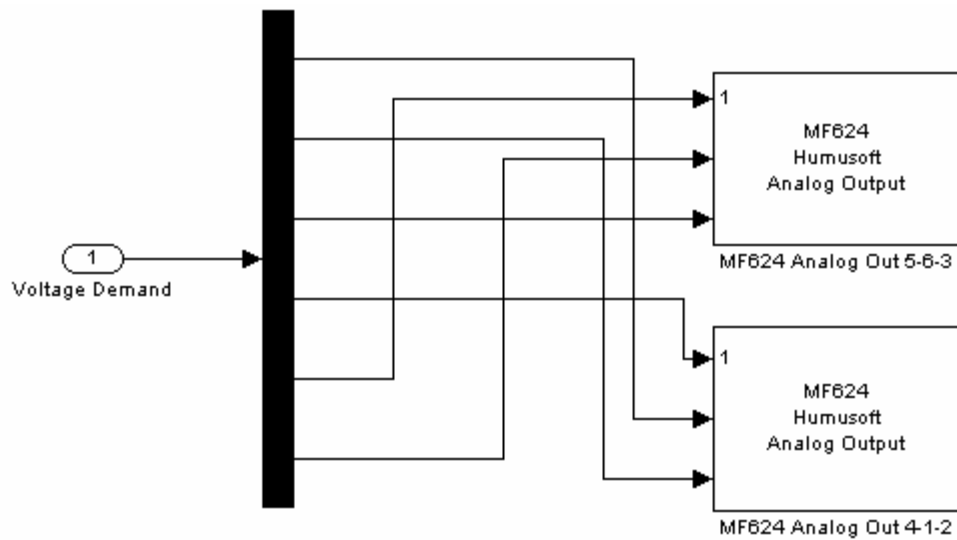 1
Voltage Demand
1
MF624
Humusoft
Analog Output
MF624 Analog Out 5-6-3
1
MF624
Humusoft
Analog Output
MF624 Analog Out 4-1-2